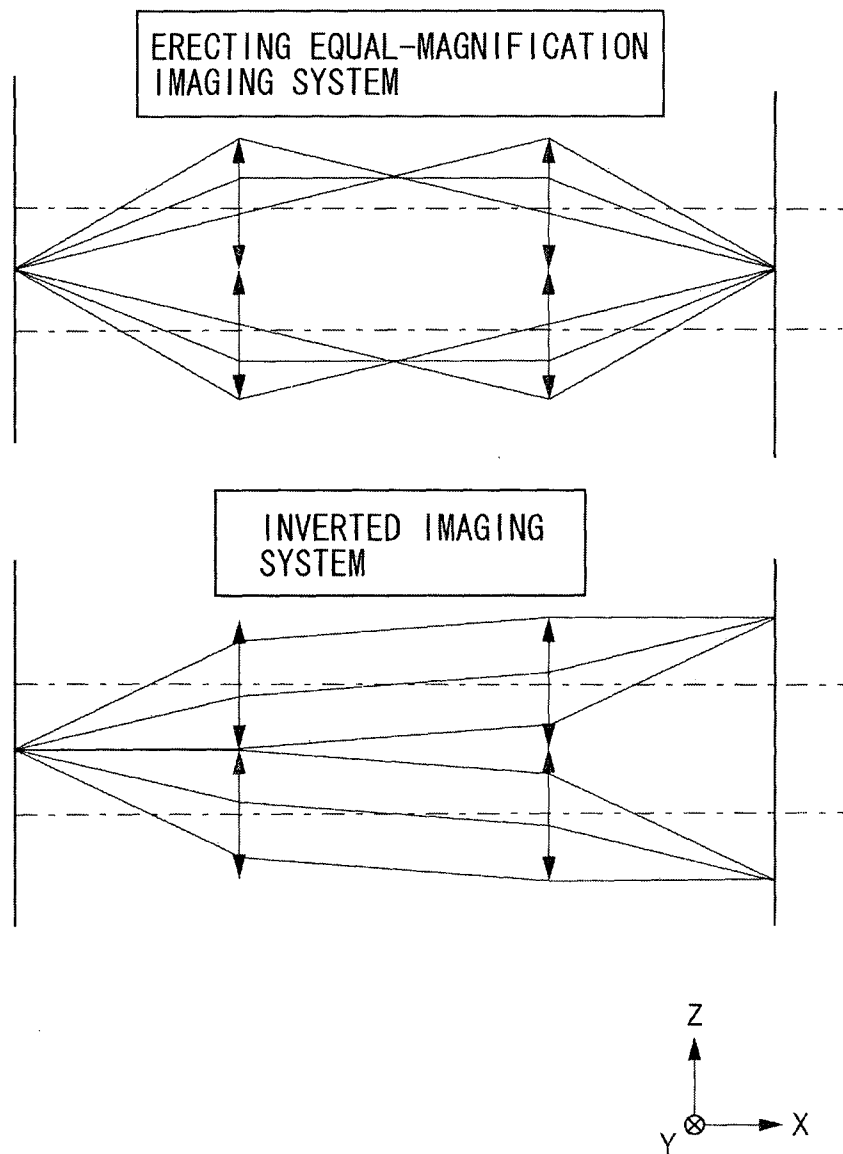 ERECTING EQUAL-MAGNIFICATION
IMAGING SYSTEM
INVERTED IMAGING
SYSTEM
Z
Y
X